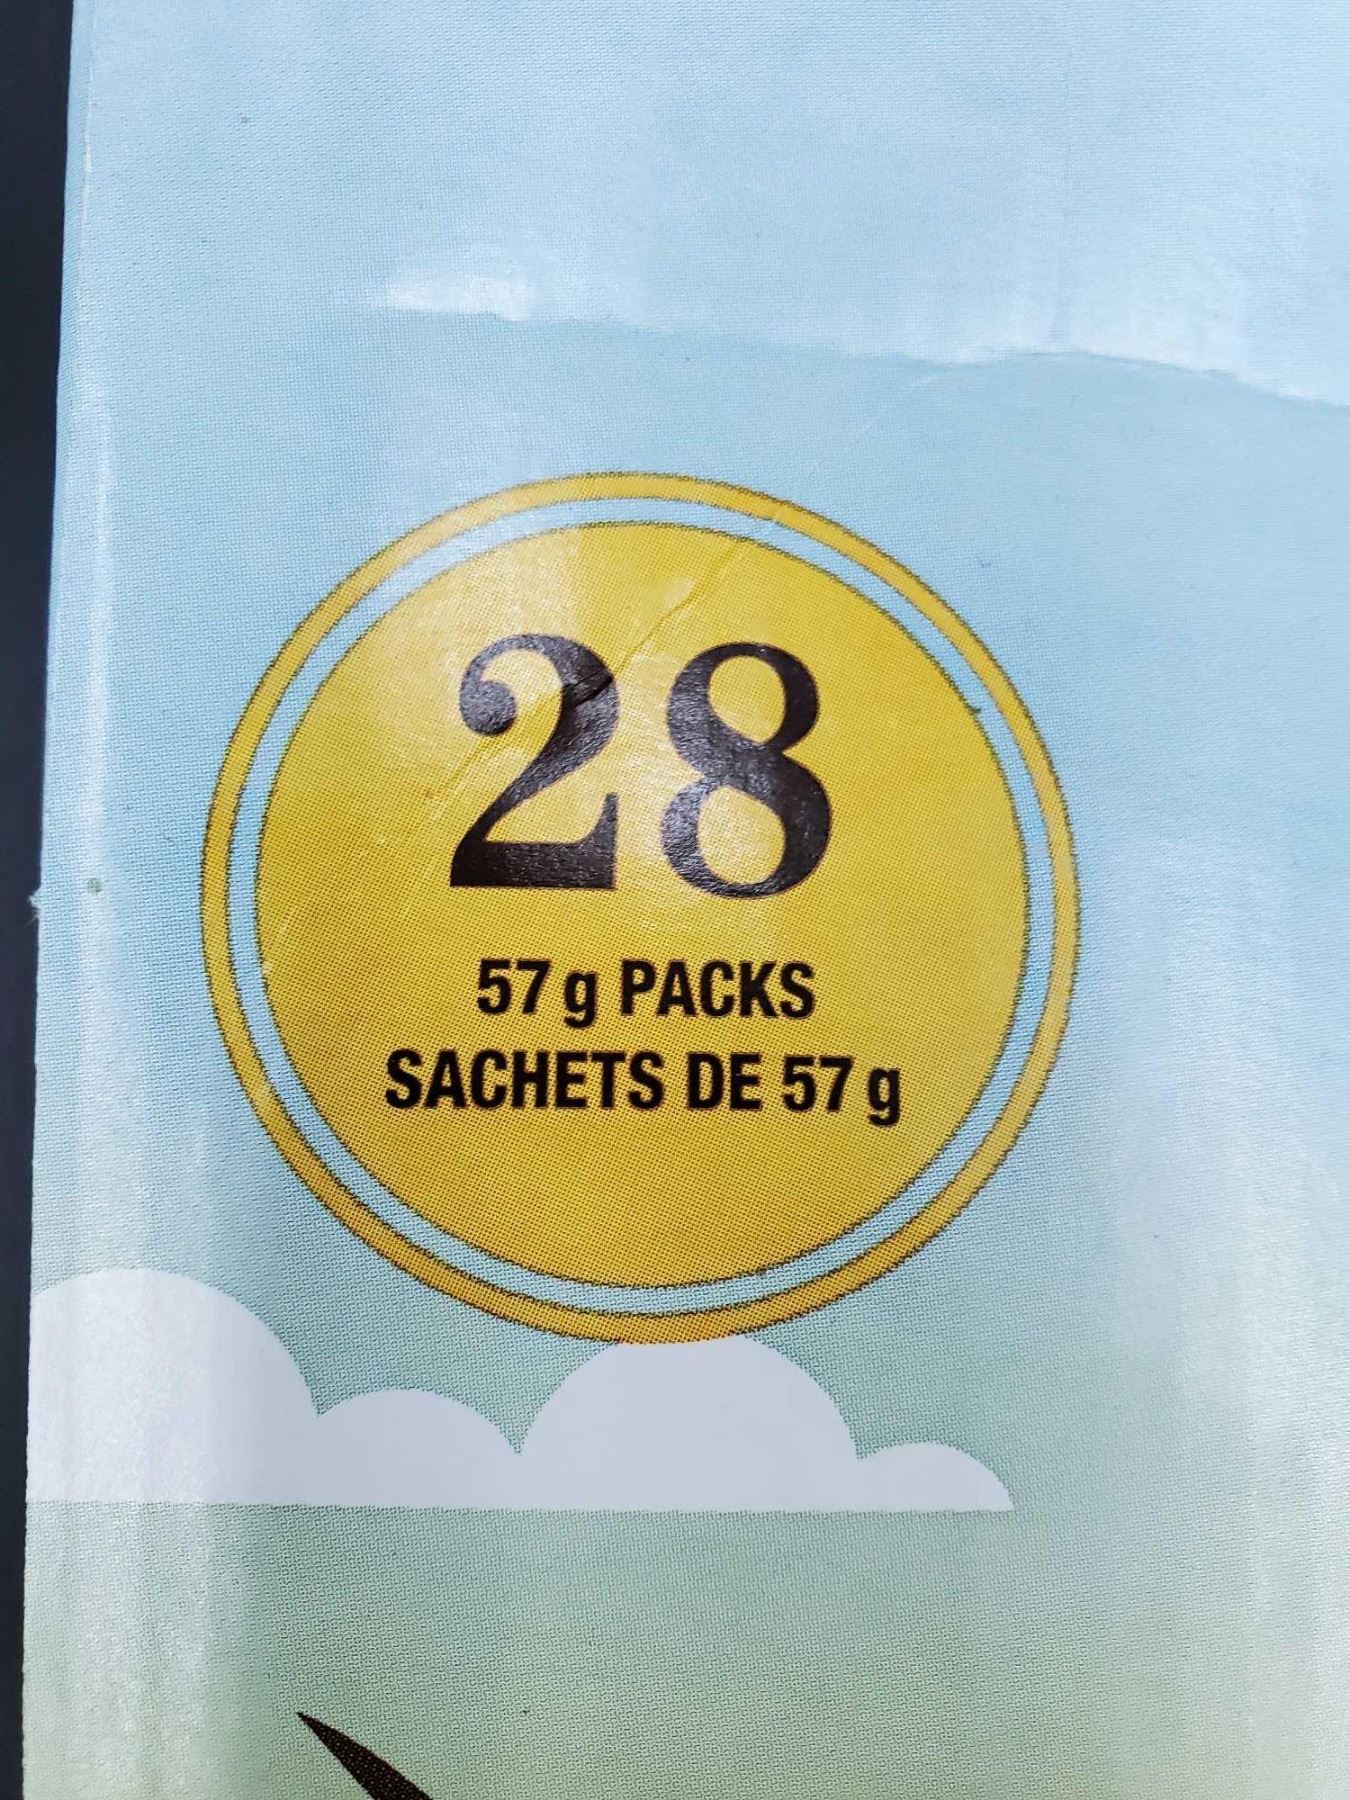 28
57 g PACKS
SACHETS DE 57 g